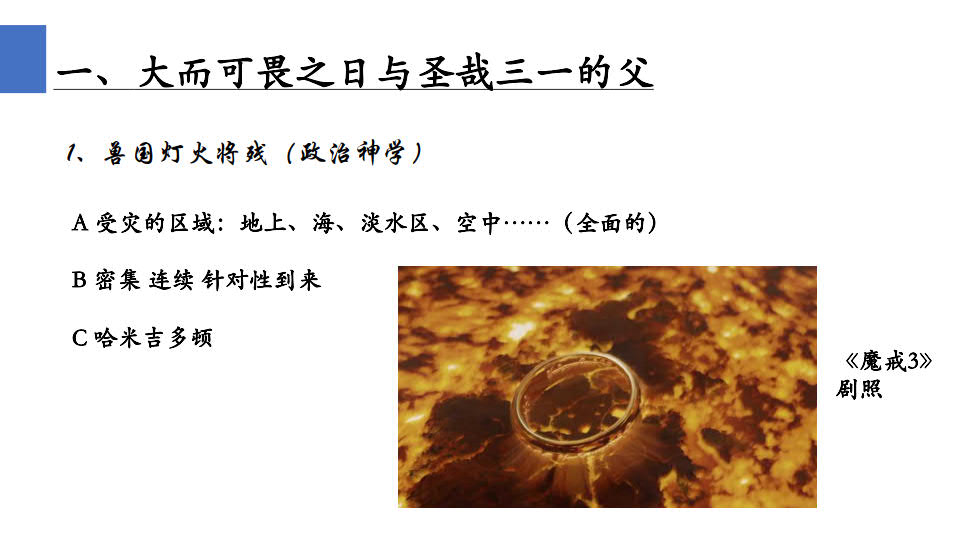 一、大而可畏之日与圣哉三一的父
1、兽国灯火将残（政治神学）
A 受灾的区域：地上、海、淡水区、空中……（全面的）
B 密集 连续 针对性到来
C 哈米吉多顿
《魔戒3》
剧照